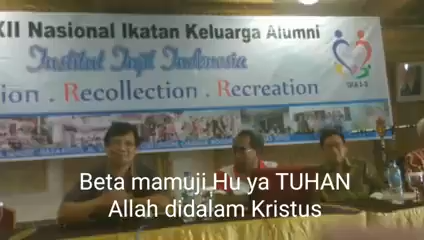 XII Nasional Ikatan Keluarga Alumni
Institut Injil Indonesia
ion . Recollection . Recreation
Beta mamuji Hu ya TUHAN
Allah didalam Kristus